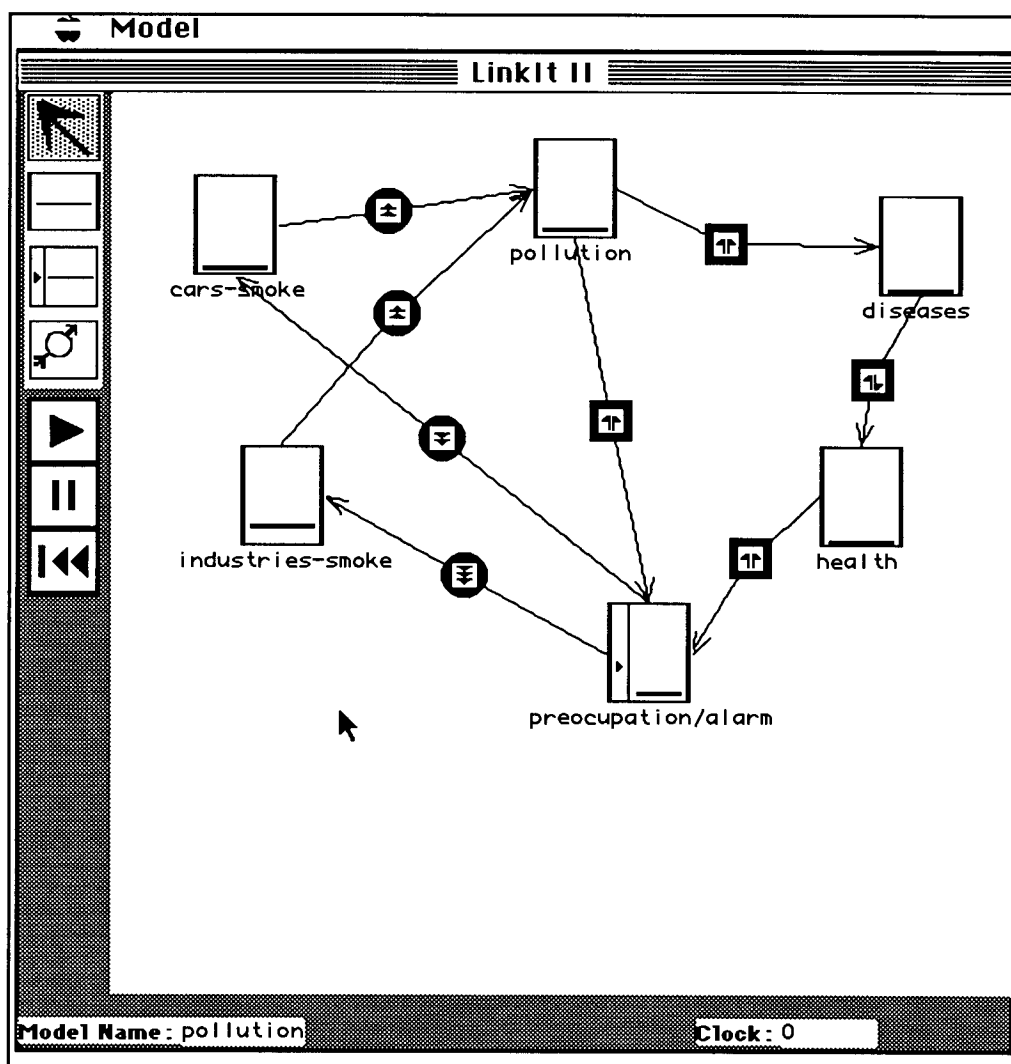 Model
LinkIt II
pollution
cars-smoke
diseases
industries-smoke
health
preocupation/alarm
Model Name: pollution
Clock: 0